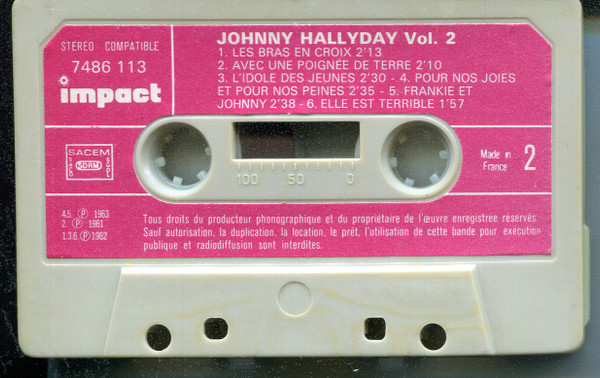 STEREO COMPATIBLE
7486 113
impact
JOHNNY HALLYDAY Vol. 2
1. LES BRAS EN CROIX 2'13
2. AVEC UNE POIGNÉE DE TERRE 2'10
3. L'IDOLE DES JEUNES 2'30 - 4. POUR NOS JOIES
ET POUR NOS PEINES 2'35 - 5. FRANKIE ET
JOHNNY 2'38 - 6. ELLE EST TERRIBLE 1'57
SACEM
SDRM
100 50 0
Made in
France
2
4.5. Ⓟ 1963
2. Ⓟ 1961
1.3.6. Ⓟ 1982
Tous droits du producteur phonographique et du propriétaire de l'œuvre enregistree réservés.
Sauf autorisation, la duplication, la location, le prêt, l'utilisation de cette bande pour exécution
publique et radiodiffusion sont interdites.